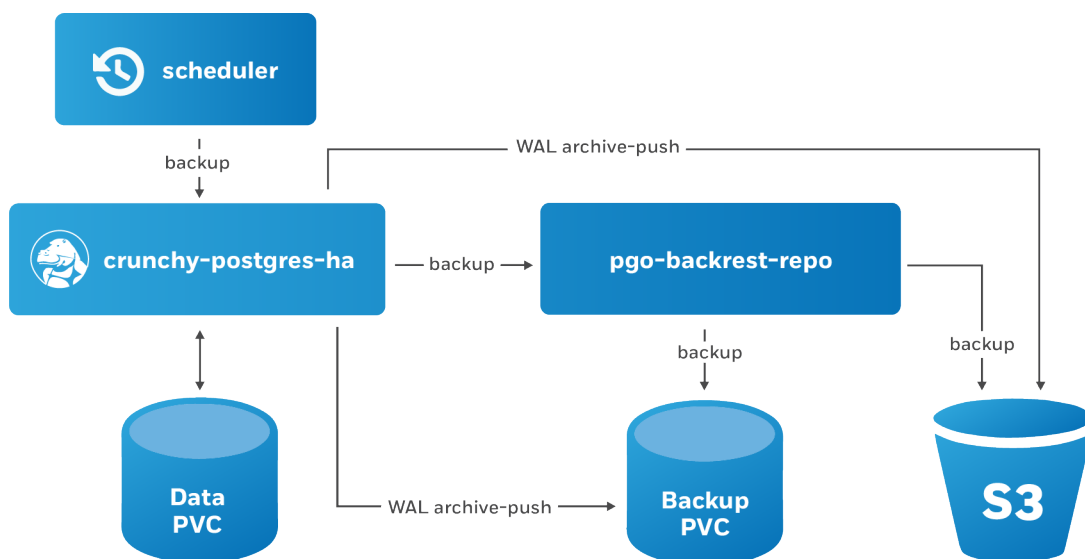 scheduler
WAL archive-push
backup
crunchy-postgres-ha
backup
pgo-backrest-repo
backup
backup
Data
PVC
WAL archive-push
Backup
PVC
S3